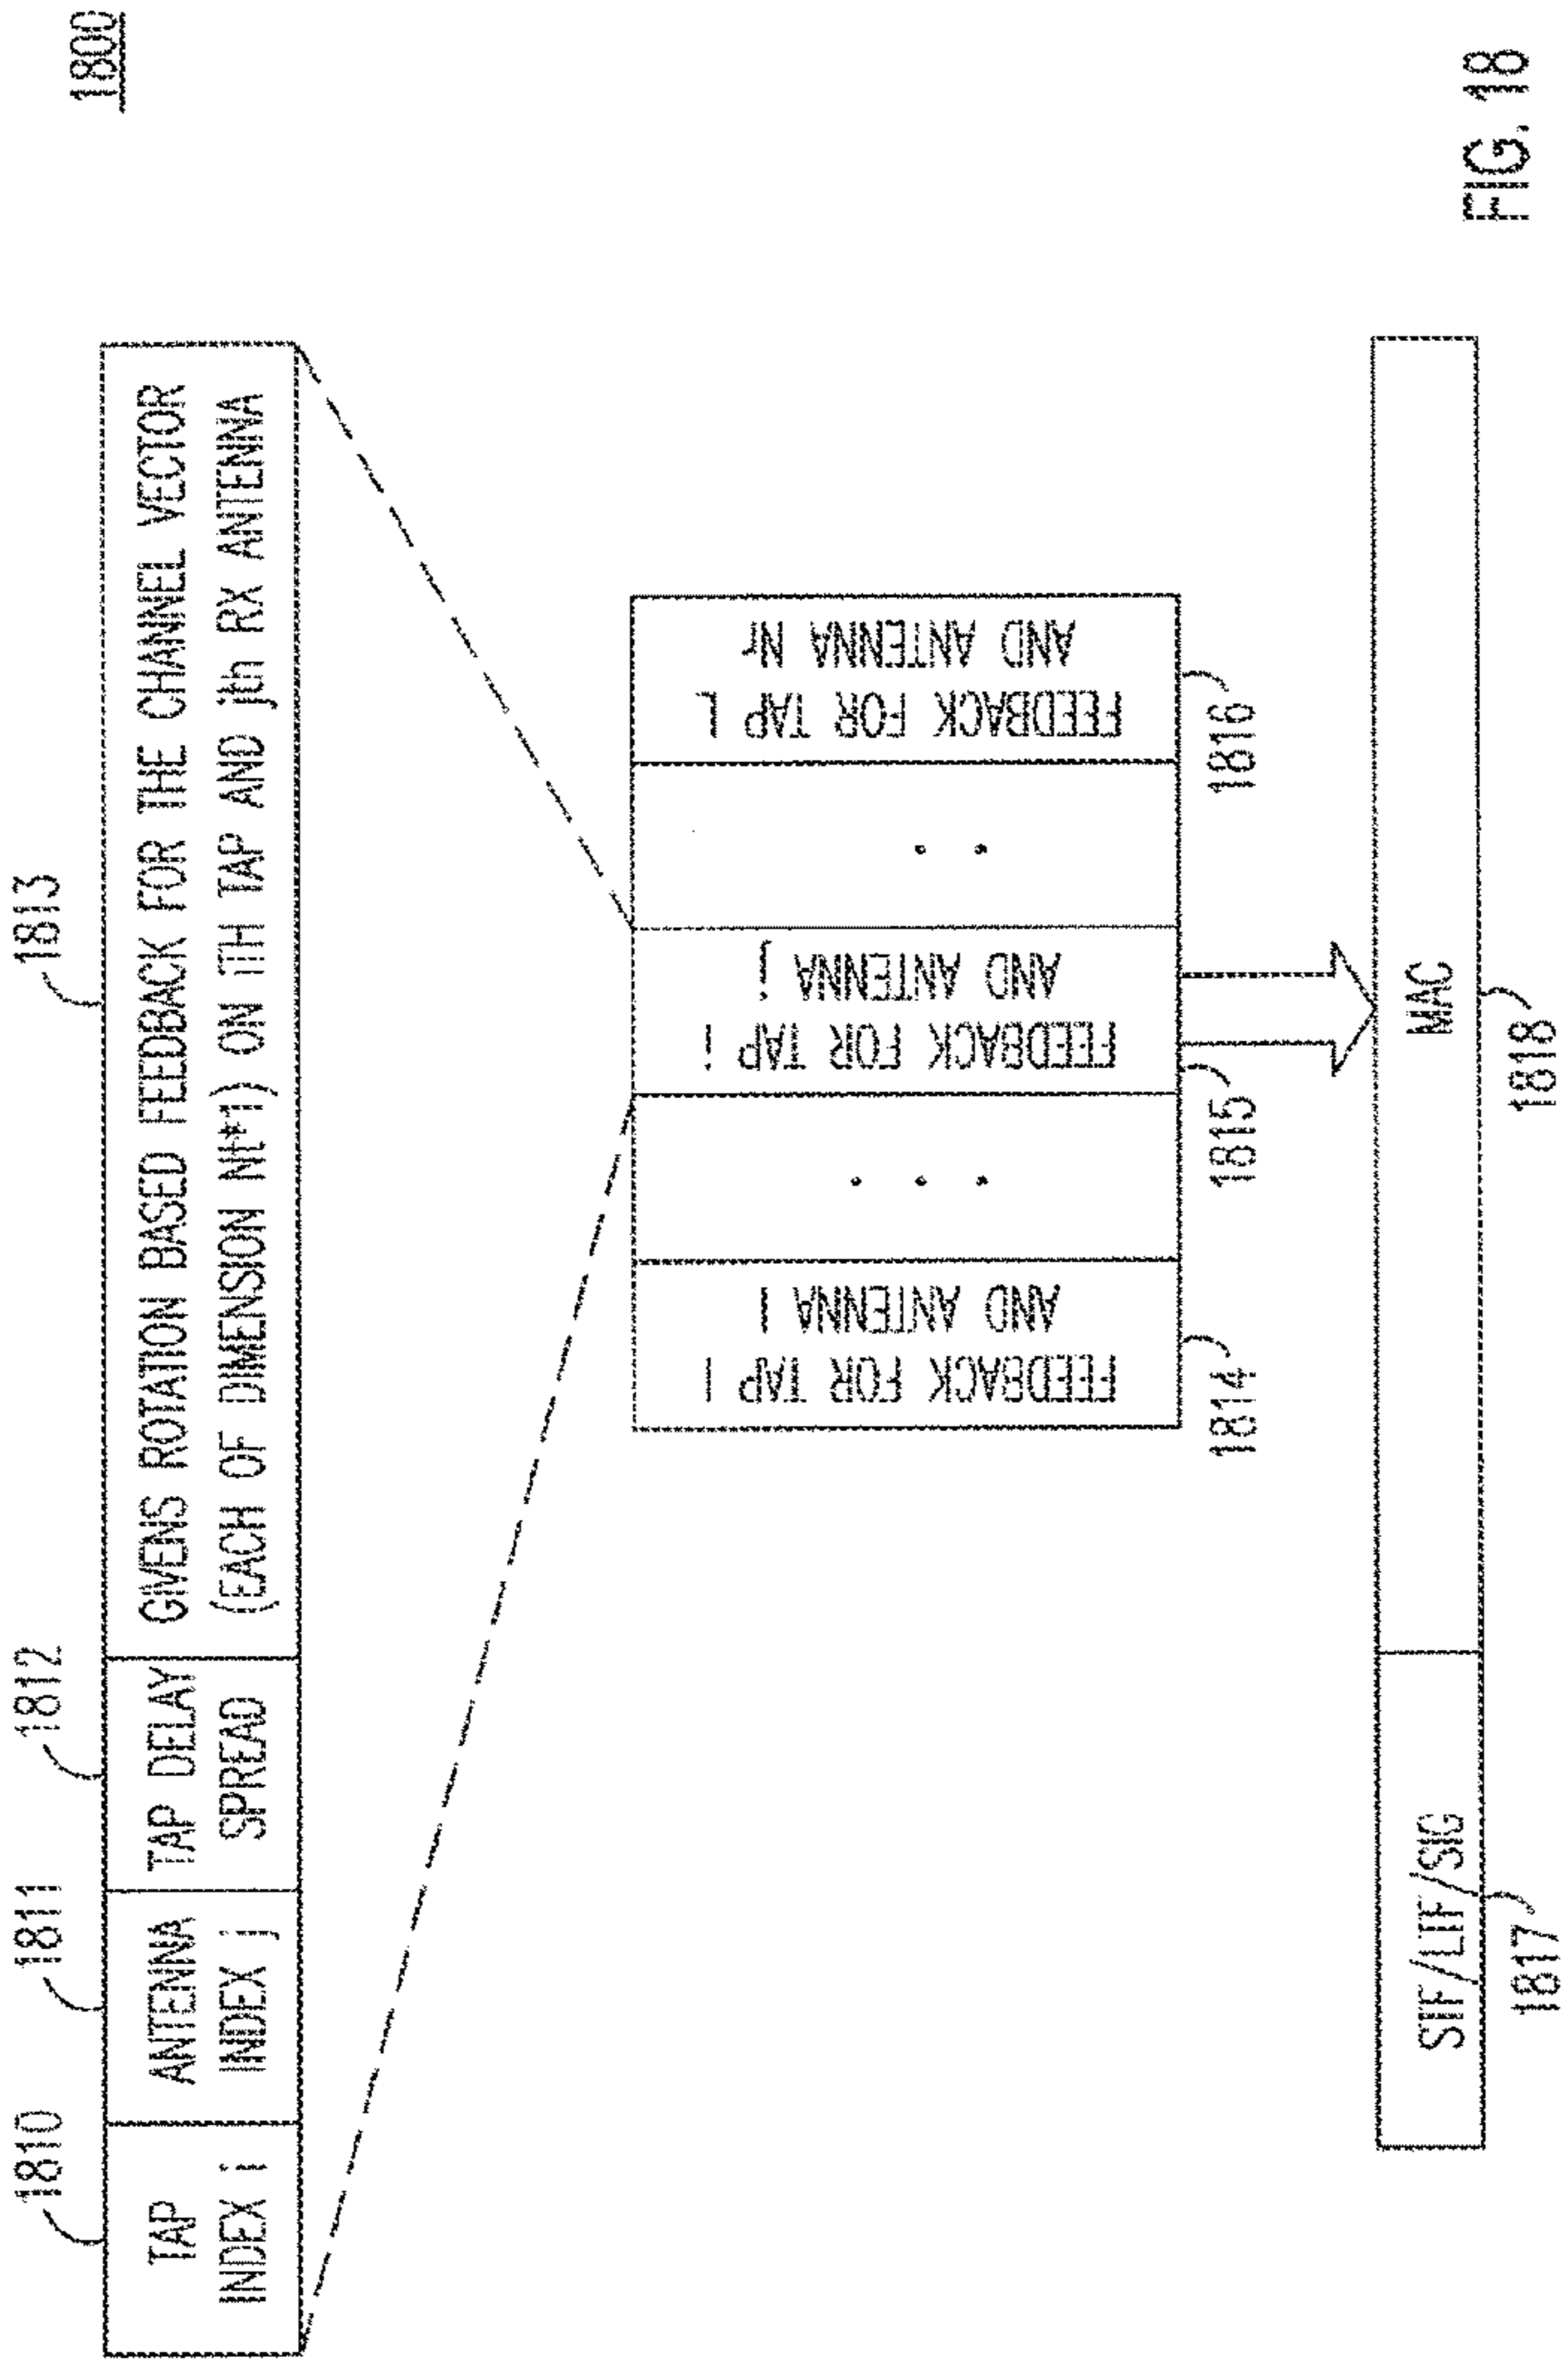 1800
1810
1811
1812
1813
TAP
INDEX i
ANTENNA
INDEX j
TAP DELAY
SPREAD
GIVENS ROTATION BASED FEEDBACK FOR THE CHANNEL VECTOR
(EACH OF DIMENSION Nt*1) ON iTH TAP AND jth RX ANTENNA
FEEDBACK FOR TAP 1
AND ANTENNA 1
. . .
FEEDBACK FOR TAP i
AND ANTENNA j
. .
FEEDBACK FOR TAP L
AND ANTENNA Nr
1814
1815
1816
STF/LTF/SIG
MAC
1817
1818
FIG. 18